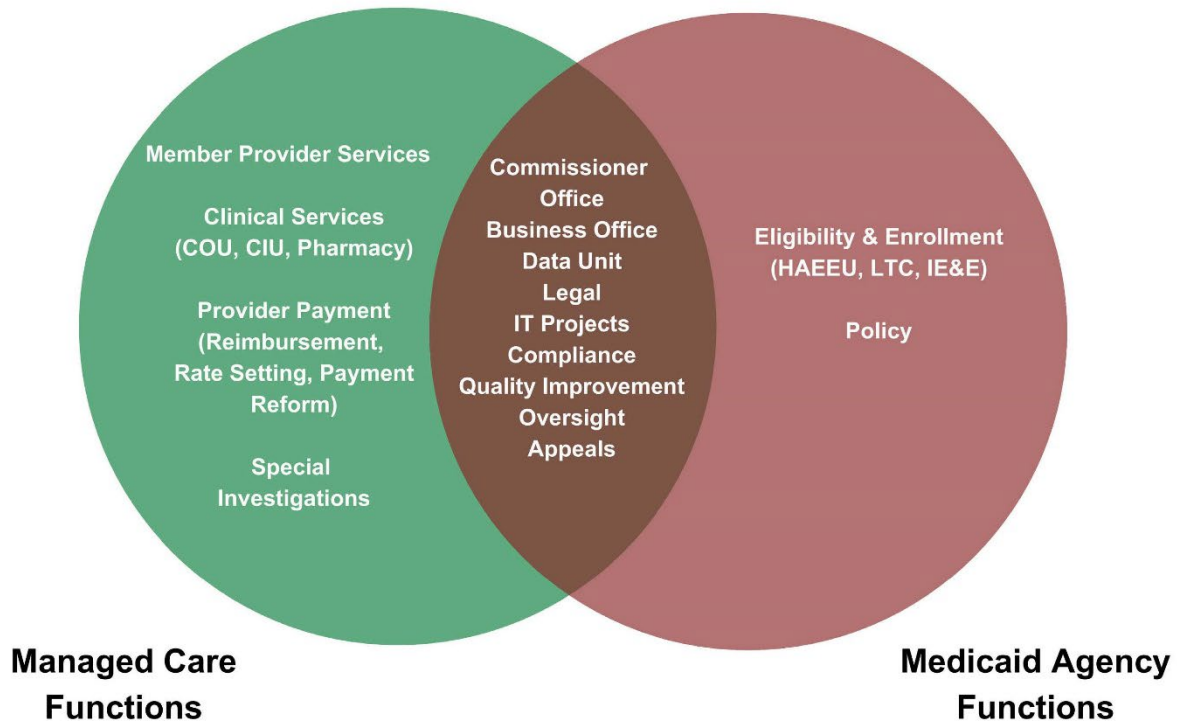 Member Provider Services
Clinical Services
(COU, CIU, Pharmacy)
Provider Payment
(Reimbursement,
Rate Setting, Payment
Reform)
Special
Investigations
Commissioner
Office
Business Office
Data Unit
Legal
IT Projects
Compliance
Quality Improvement
Oversight
Appeals
Eligibility & Enrollment
(HAEEU, LTC, IE&E)
Policy
Managed Care
Functions
Medicaid Agency
Functions